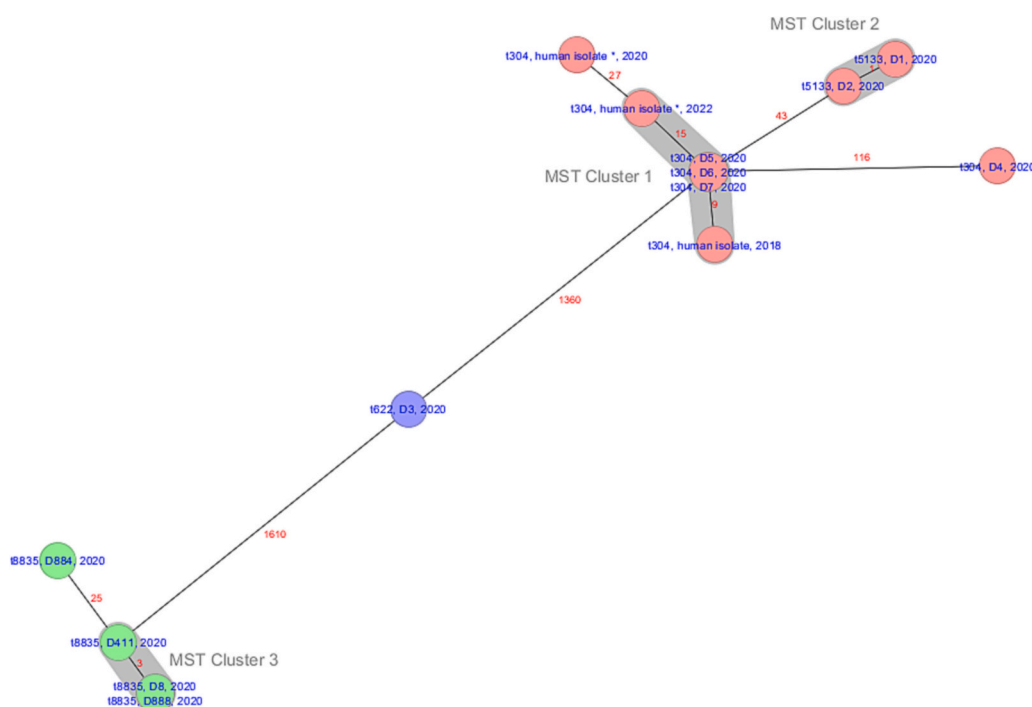 MST Cluster 2
t304, human isolate *, 2020
t5133, D1, 2020
27
1
t5133, D2, 2020
t304, human isolate *, 2022
43
15
t304, D5, 2020
116
t304, D4, 2020
t304, D6, 2020
MST Cluster 1
t304, D7, 2020
9
t304, human isolate, 2018
1360
t622, D3, 2020
1610
t8835, D884, 2020
25
t8835, D411, 2020
MST Cluster 3
3
t8835, D8, 2020
t8835, D888, 2020